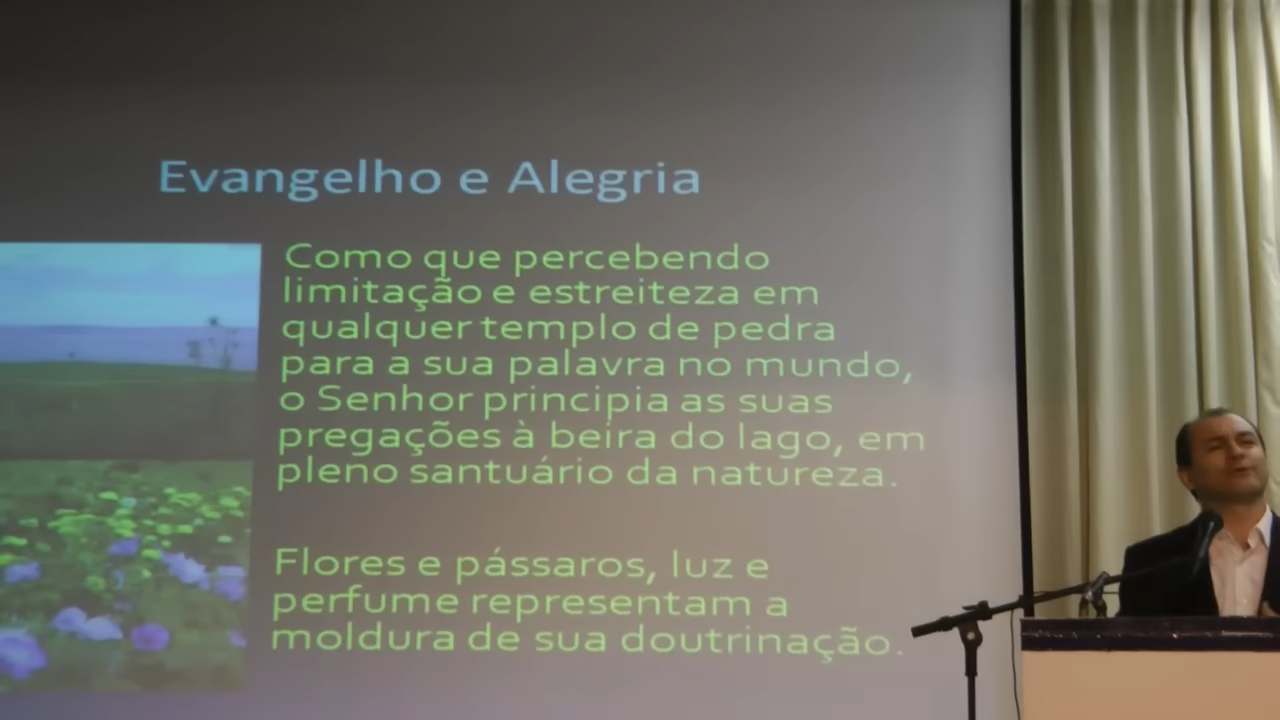 Evangelho e Alegria
Como que percebendo
limitação e estreiteza em
qualquer templo de pedra
para a sua palavra no mundo,
o Senhor principia as suas
pregações à beira do lago, em
pleno santuário da natureza.
Flores e pássaros, luz e
perfume representam a
moldura de sua doutrinação.